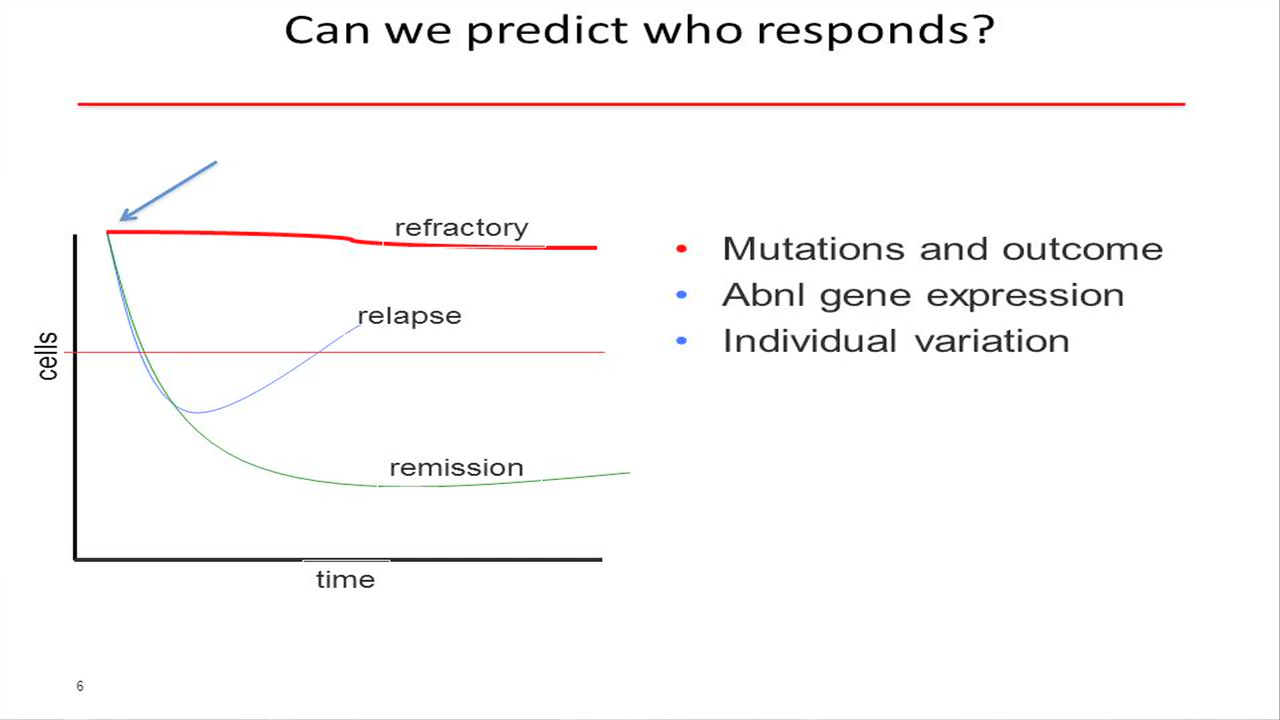 Can we predict who responds?
refractory
relapse
cells
remission
time
• Mutations and outcome
• Abnl gene expression
• Individual variation
6